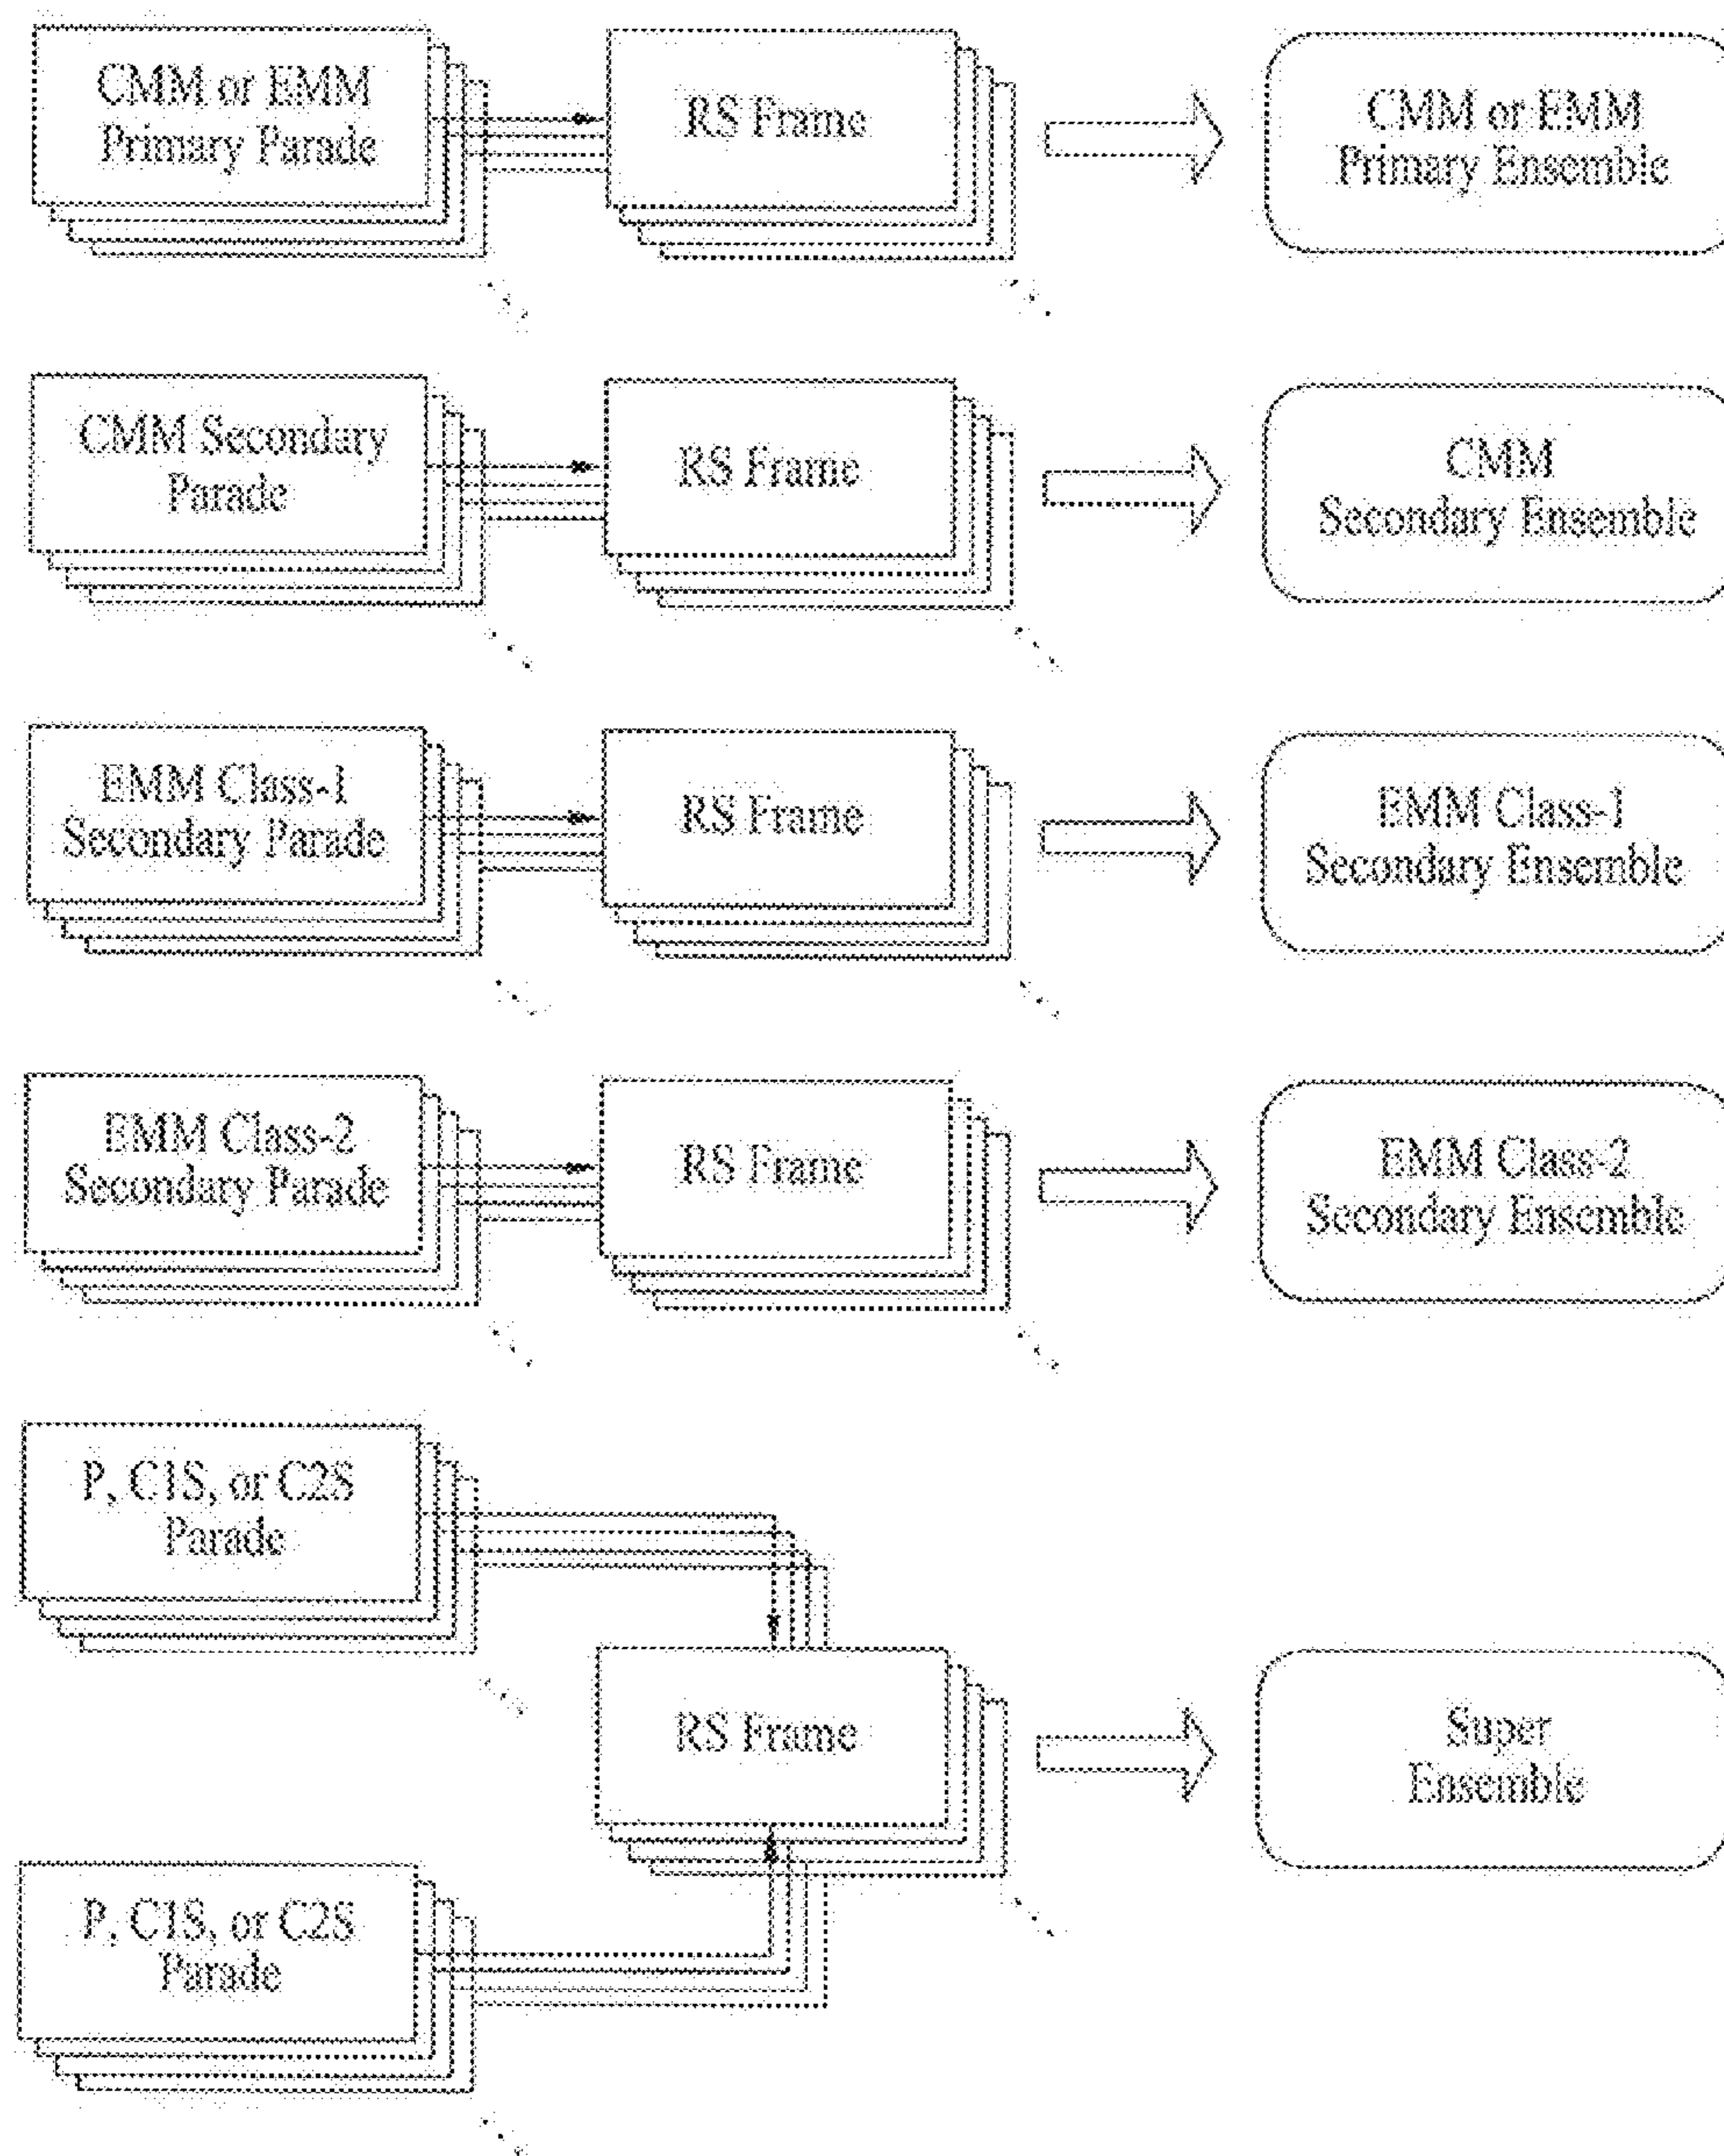 CMM or EMM
Primary Parade
RS Frame
CMM or EMM
Primary Ensemble
CMM Secondary
Parade
RS Frame
CMM
Secondary Ensemble
EMM Class-1
Secondary Parade
RS Frame
EMM Class-1
Secondary Ensemble
EMM Class-2
Secondary Parade
RS Frame
EMM Class-2
Secondary Ensemble
P, C1S, or C2S
Parade
RS Frame
Super
Ensemble
P, C1S, or C2S
Parade